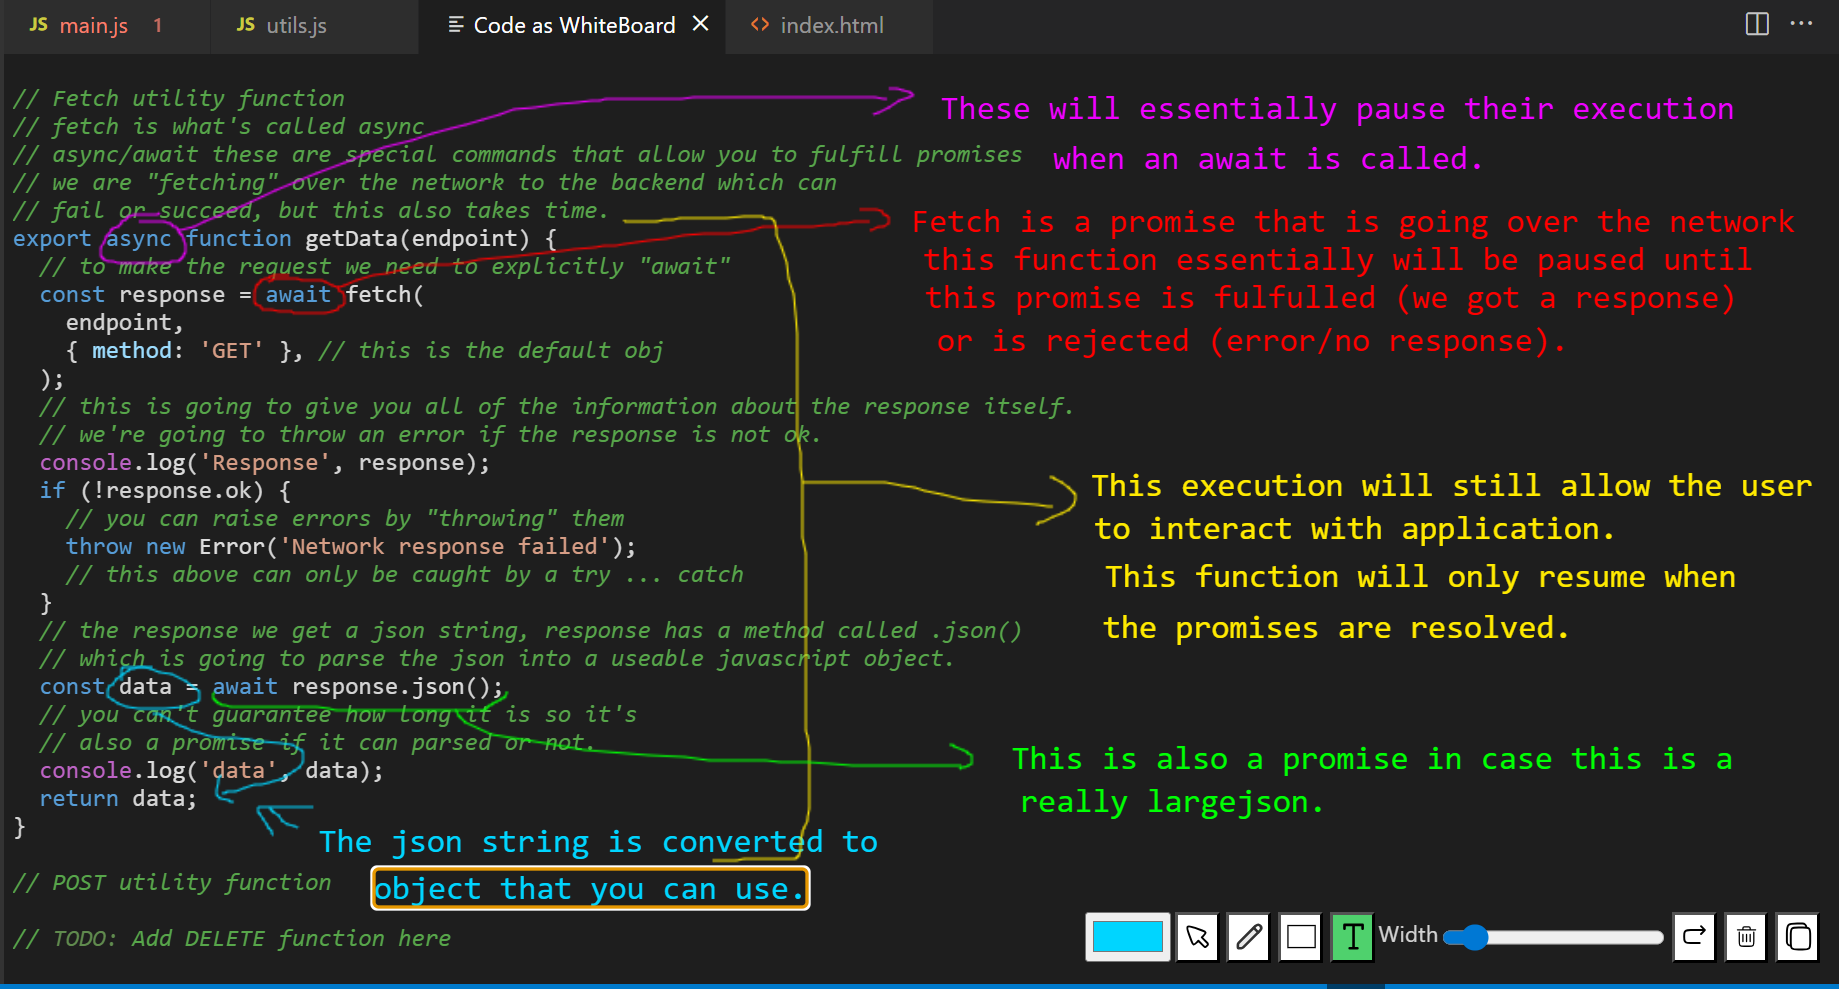 JS main.js 1 JS utils.js Code as WhiteBoard × <> index.html ...
// Fetch utility function
// fetch is what's called async
// async/await these are special commands that allow you to fulfill promises
// we are "fetching" over the network to the backend which can
// fail or succeed, but this also takes time.
export async function getData(endpoint) {
// to make the request we need to explicitly "await"
const response = await fetch(
endpoint,
{ method: 'GET' }, // this is the default obj
);
// this is going to give you all of the information about the response itself.
// we're going to throw an error if the response is not ok.
console.log('Response', response);
if (!response.ok) {
// you can raise errors by "throwing" them
throw new Error('Network response failed');
// this above can only be caught by a try ... catch
}
// the response we get a json string, response has a method called .json()
// which is going to parse the json into a useable javascript object.
const data = await response.json();
// you can't guarantee how long it is so it's
// also a promise if it can parsed or not.
console.log('data', data);
return data;
}
// POST utility function
// TODO: Add DELETE function here
These will essentially pause their execution
when an await is called.
Fetch is a promise that is going over the network
this function essentially will be paused until
this promise is fulfulled (we got a response)
or is rejected (error/no response).
This execution will still allow the user
to interact with application.
This function will only resume when
the promises are resolved.
This is also a promise in case this is a
really largejson.
The json string is converted to
object that you can use.
T Width